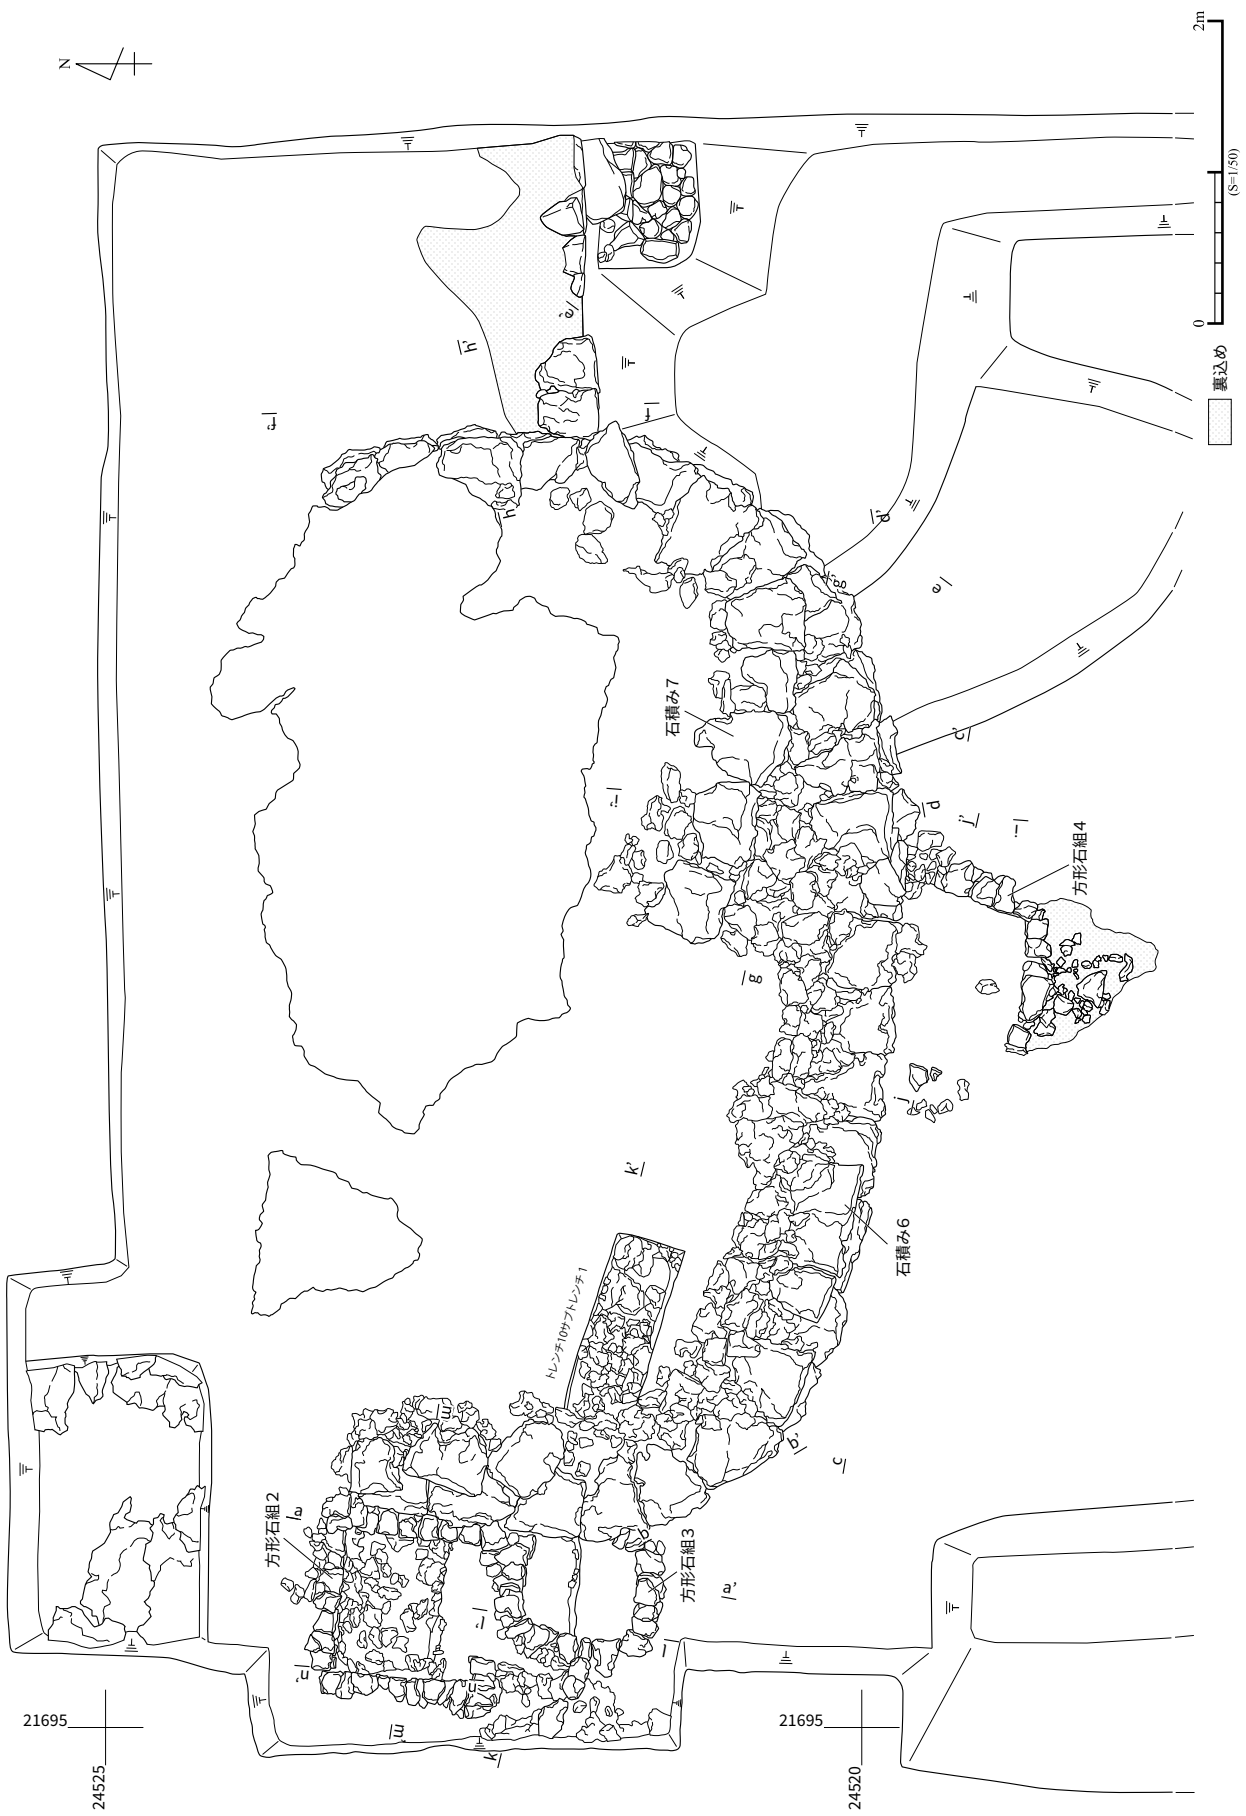 N
2m
(S=1/50)
0
裏込め
f'
h'
e'
f
h
d'
g'
e
石積み7
c'
i'
d
j'
i
方形石組4
g
j
k'
石積み6
トレンチ10サブトレンチ1
m
b'
c
方形石組2
a
b
方形石組3
a'
l'
l
n'
n
m'
k
21695
24525
21695
24520